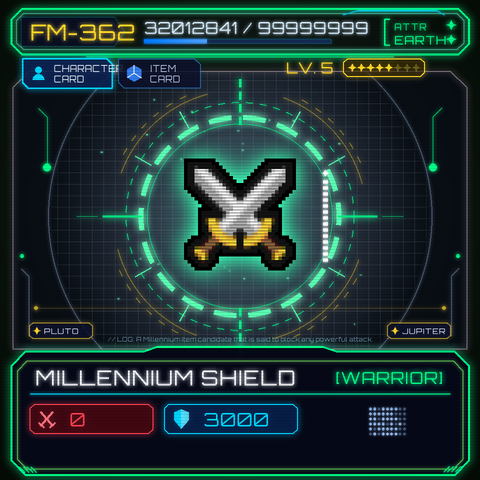 FM-362
32012841 / 99999999
ATTR
EARTH
CHARACTER
CARD
ITEM
CARD
LV.5
PLUTO
JUPITER
// LOG: A Millennium item candidate that is said to block any powerful attack.
MILLENNIUM SHIELD
[WARRIOR]
0
3000